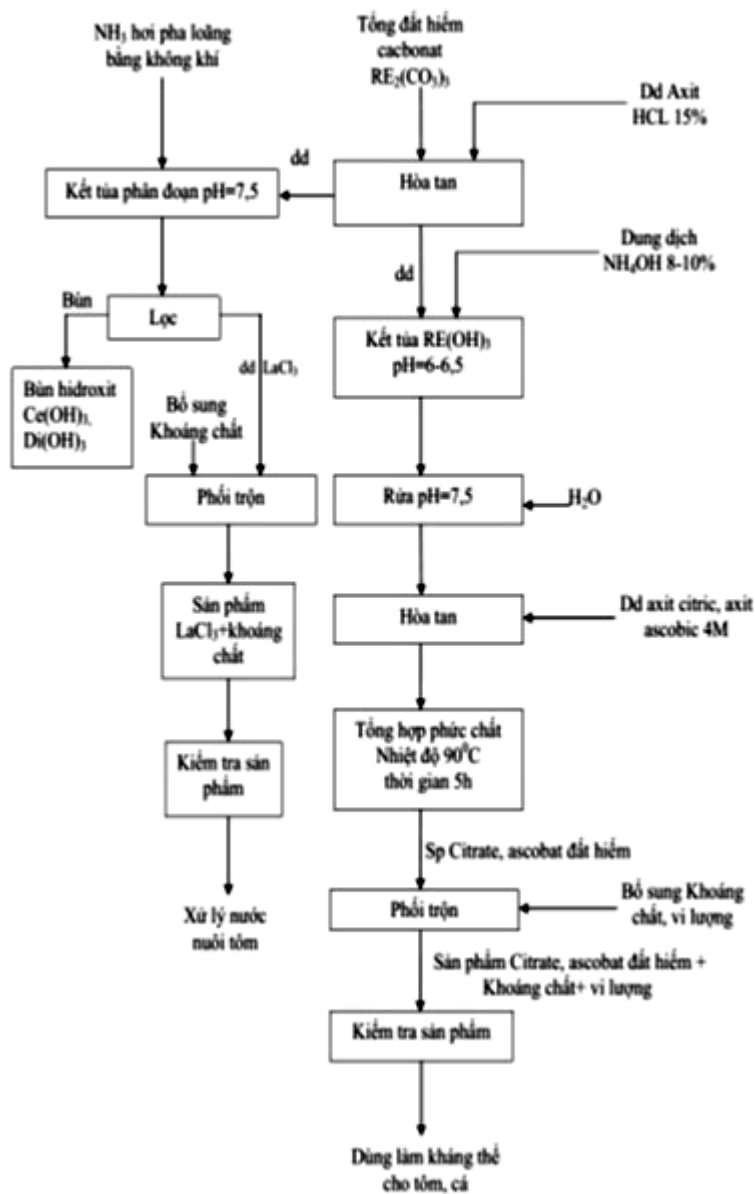 NH3 hơi pha loãng
bằng không khí
Tổng đất hiếm
cacbonat
RE2(CO3)3
Dd Axit
HCL 15%
dd
Kết tủa phân đoạn pH=7,5
Hòa tan
Dung dịch
NH4OH 8-10%
dd
Bùn
Lọc
Kết tủa RE(OH)3
pH=6-6,5
dd LaCl3
Bùn hidroxit
Ce(OH)3,
Di(OH)3
Bổ sung
Khoáng chất
Phối trộn
Rửa pH=7,5
H2O
Sản phẩm
LaCl3+khoáng
chất
Hòa tan
Dd axit citric, axit
ascobic 4M
Kiểm tra sản
phẩm
Tổng hợp phức chất
Nhiệt độ 90⁰C
thời gian 5h
Sp Citrate, ascobat đất hiếm
Xử lý nước
nuôi tôm
Phối trộn
Bổ sung Khoáng
chất, vi lượng
Sản phẩm Citrate, ascobat đất hiếm +
Khoáng chất+ vi lượng
Kiểm tra sản phẩm
Dùng làm kháng thể
cho tôm, cá